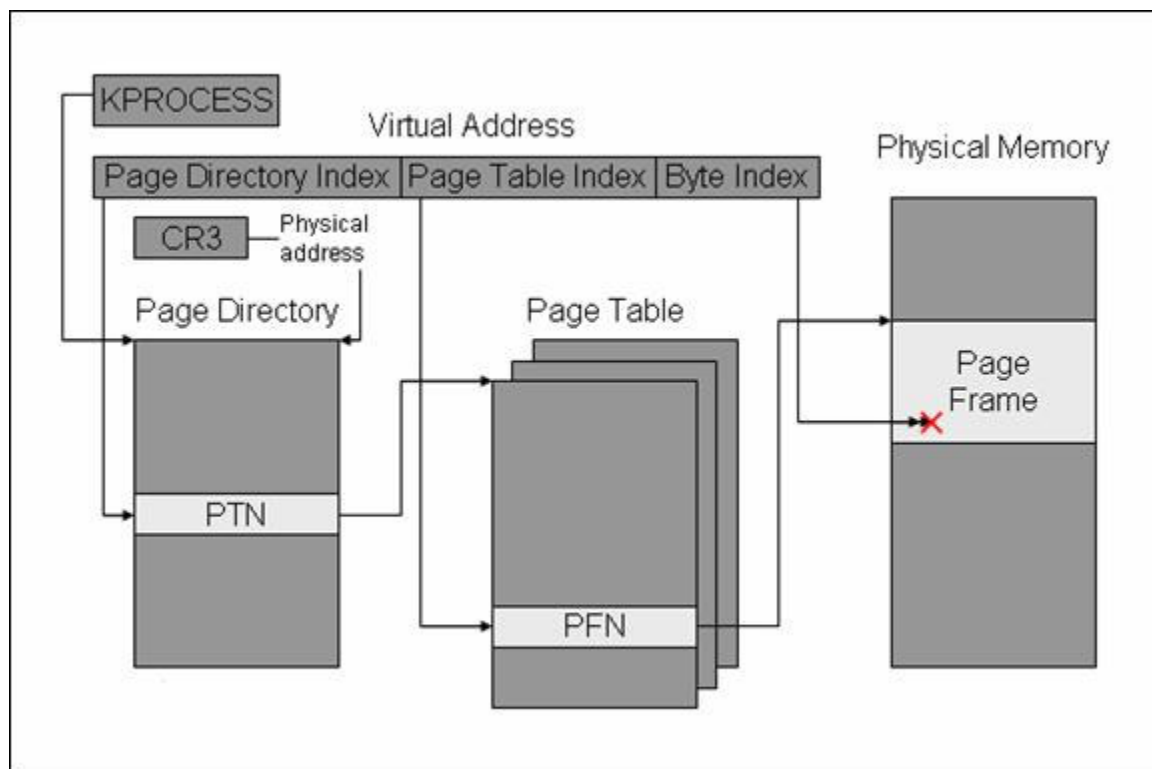 KPROCESS
Virtual Address
Physical Memory
Page Directory Index Page Table Index Byte Index
CR3
Physical
address
Page Directory
Page Table
Page
Frame
PTN
PFN